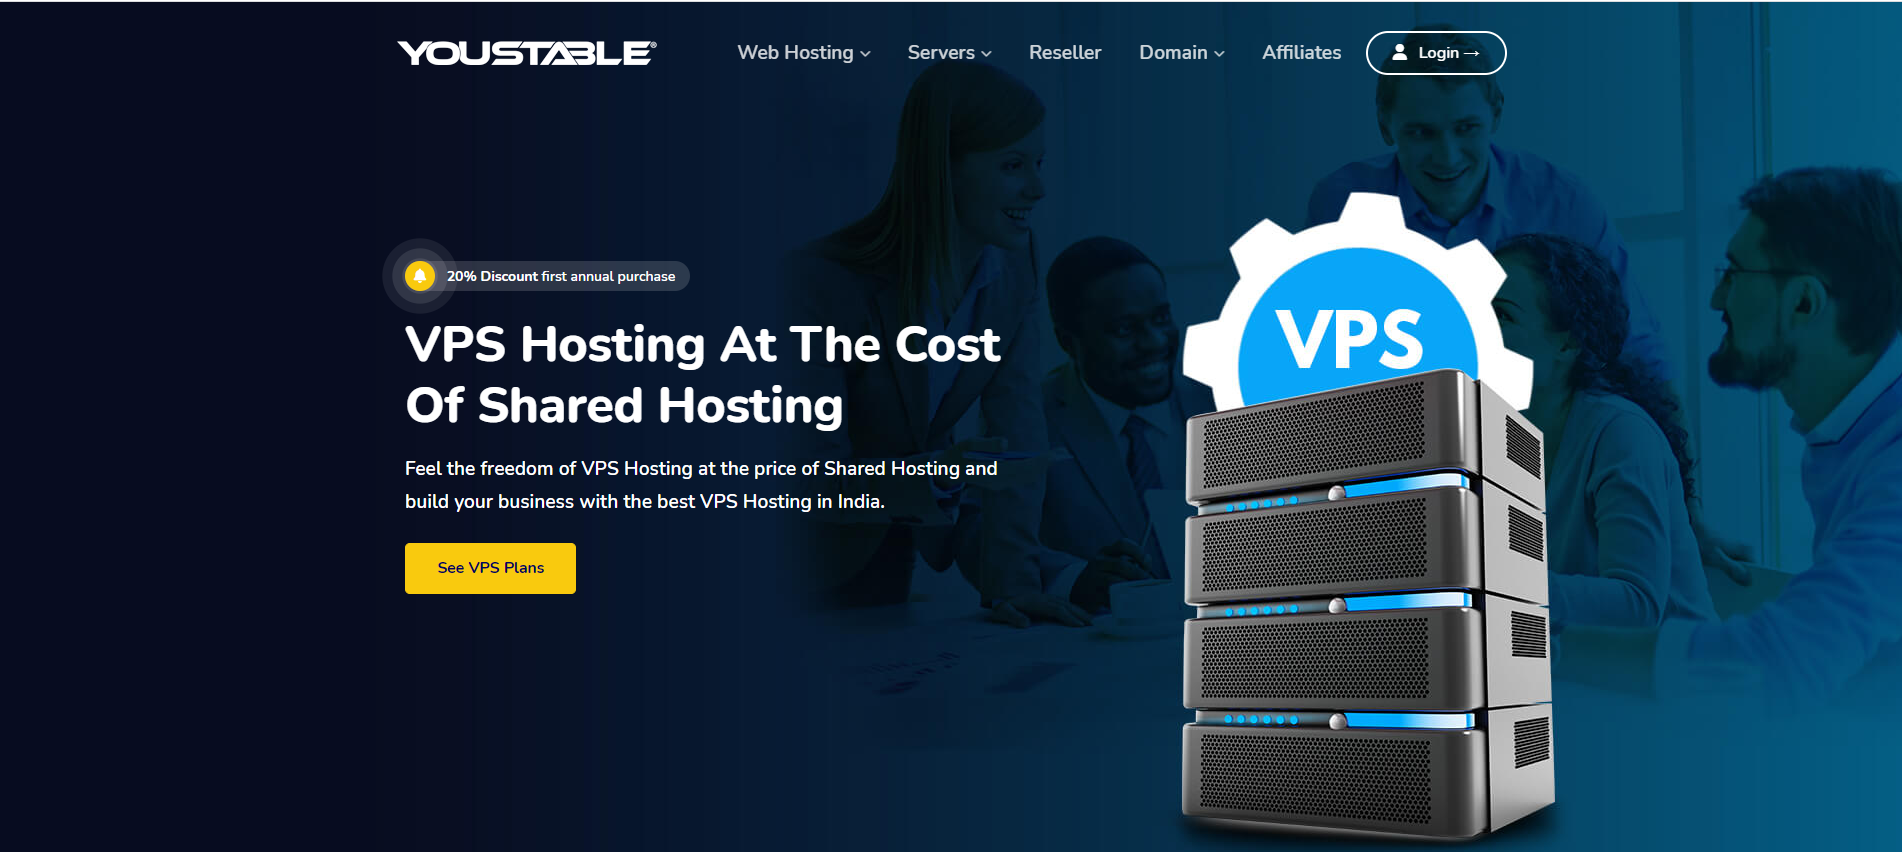 YOUSTABLE®
Web Hosting
Servers
Reseller
Domain
Affiliates
Login →
20% Discount first annual purchase
VPS Hosting At The Cost
Of Shared Hosting
Feel the freedom of VPS Hosting at the price of Shared Hosting and
build your business with the best VPS Hosting in India.
See VPS Plans
VPS